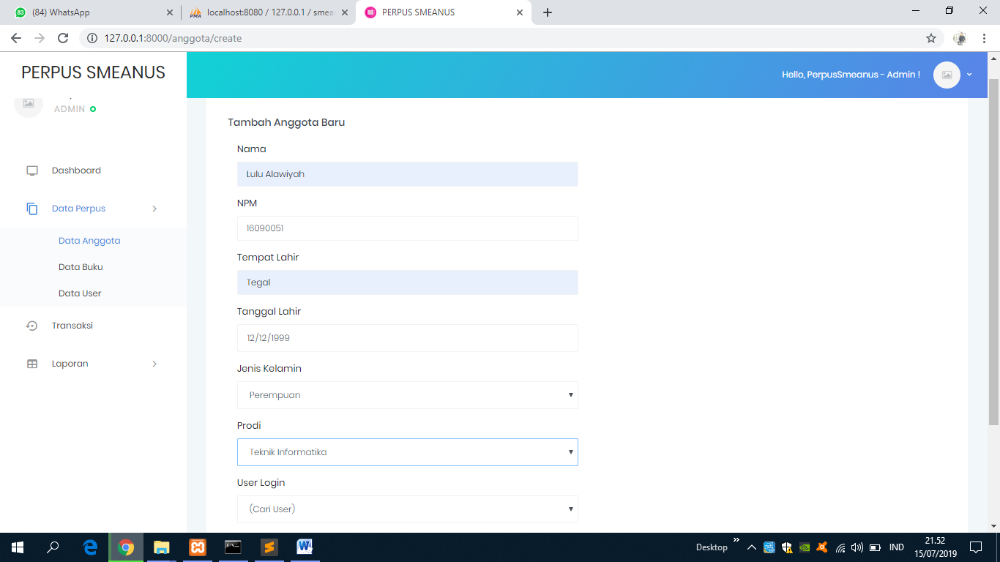 (84) WhatsApp
localhost:8080 / 127.0.0.1 / smea
PERPUS SMEANUS
127.0.0.1:8000/anggota/create
PERPUS SMEANUS
Hello, PerpusSmeanus - Admin !
ADMIN
Dashboard
Data Perpus
Data Anggota
Data Buku
Data User
Transaksi
Laporan
Tambah Anggota Baru
Nama
Lulu Alawiyah
NPM
16090051
Tempat Lahir
Tegal
Tanggal Lahir
12/12/1999
Jenis Kelamin
Perempuan
Prodi
Teknik Informatika
User Login
(Cari User)
Desktop
IND
21.52
15/07/2019